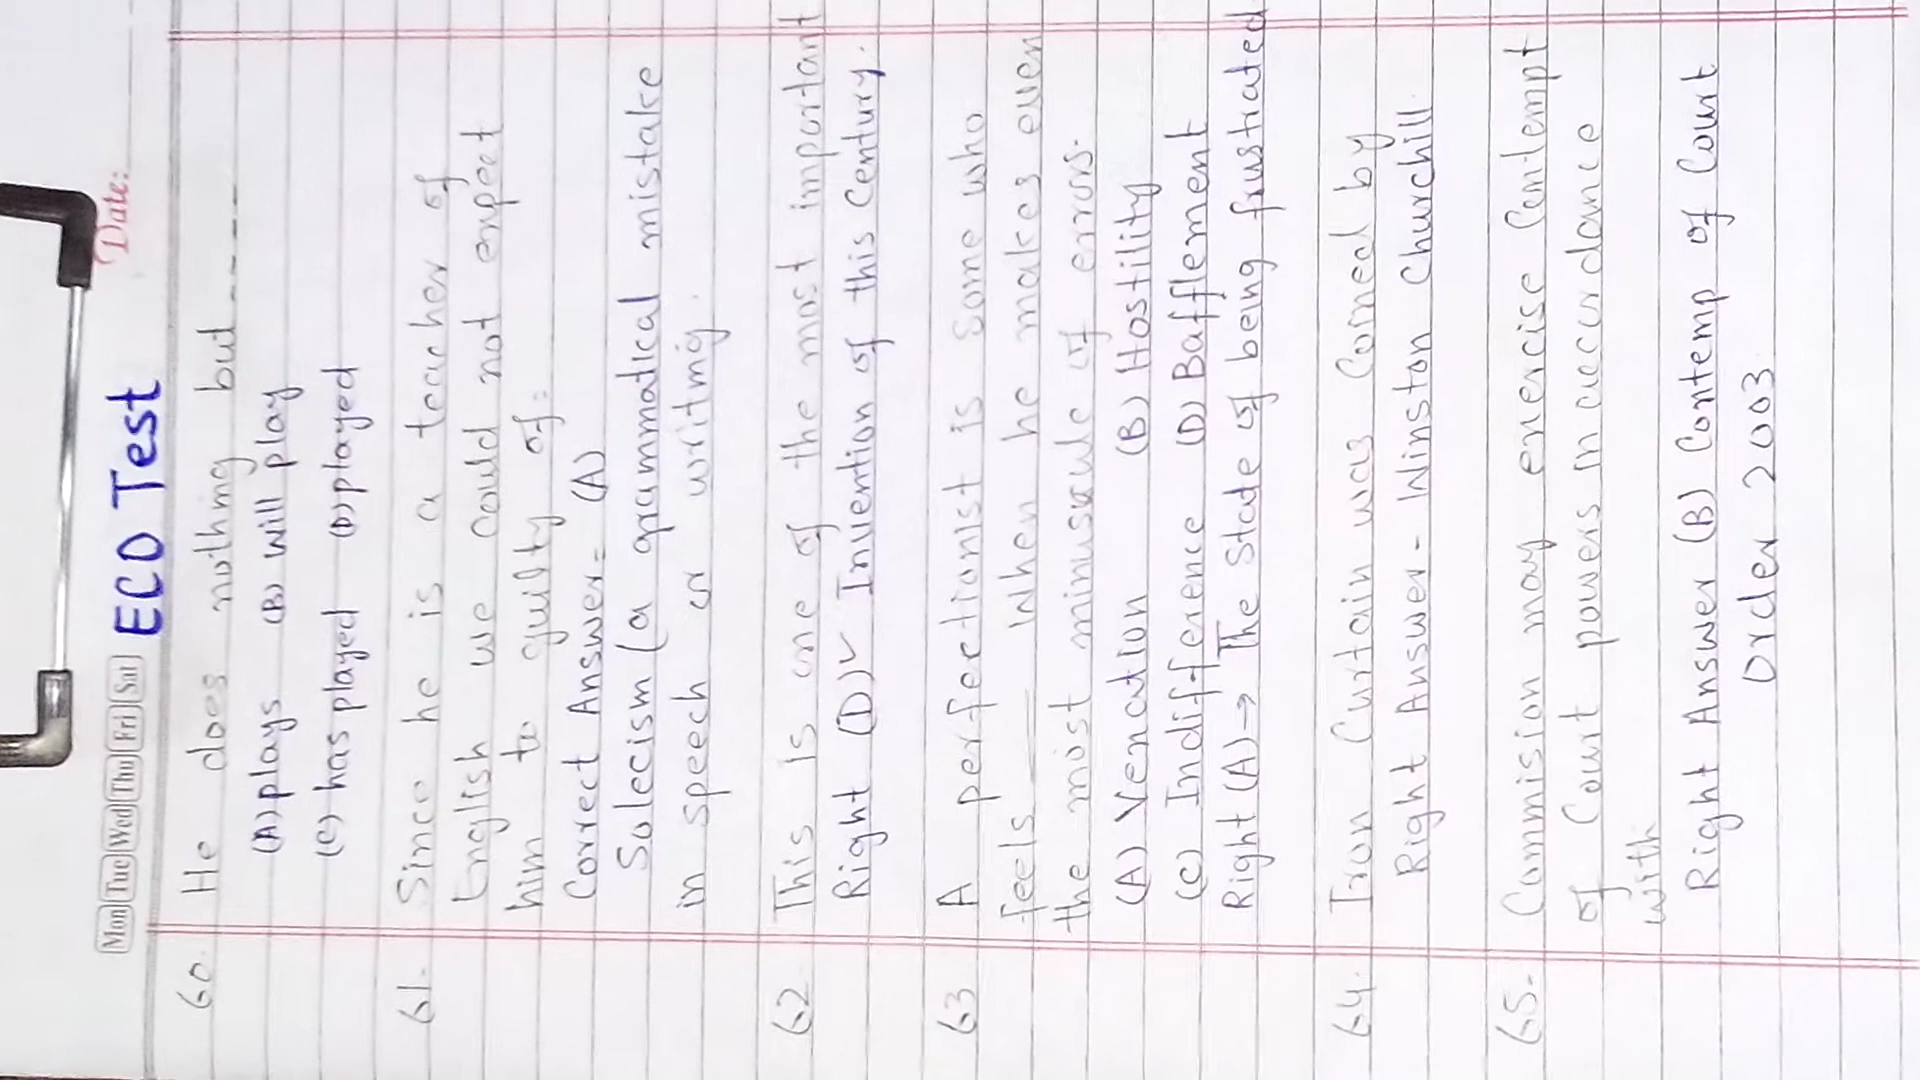 Mon Tue Wed Thu Fri Sat
Date:
ECO Test
60. He does nothing but -----
(A) plays (B) will play
(C) has played (D) played
61. Since he is a teacher of
English we could not expect
him to guilty of:
Correct Answer- (A)
Solecism (a grammatical mistake
in speech or writing.
62 This is one of the most important
Right (D)✓ Invention of this Century.
63 A perfectionist is some who
feels ___ when he makes even
the most minuscule of errors.
(A) Vexation (B) Hostility
(C) Indifference (D) Bafflement
Right (A)→ The State of being frustrated
64. Iron Curtain was Coined by
Right Answer- Winston Churchill.
65. Commision may exercise Contempt
of Court powers in accordance
with
Right Answer (B) Contemp of Court
Order 2003